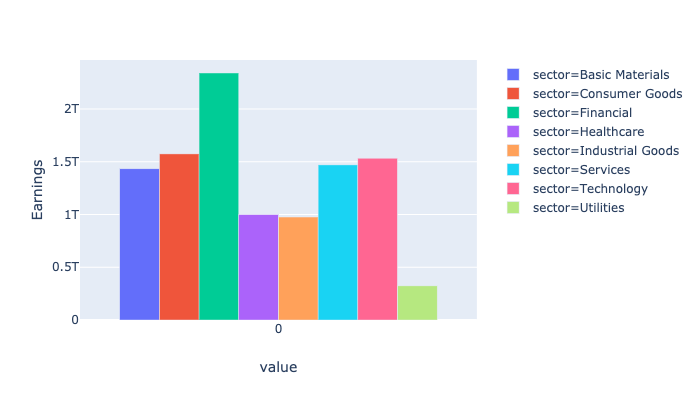 2T
1.5T
1T
0.5T
0
Earnings
0
value
sector=Basic Materials
sector=Consumer Goods
sector=Financial
sector=Healthcare
sector=Industrial Goods
sector=Services
sector=Technology
sector=Utilities